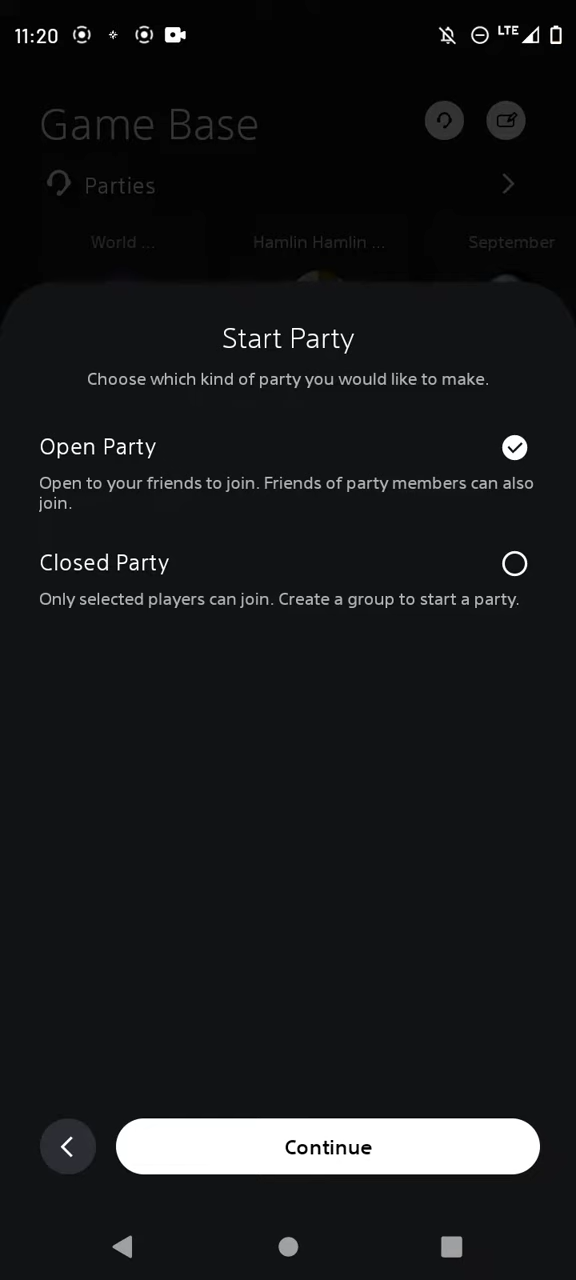 11:20
LTE
Game Base
Parties
World ...
Hamlin Hamlin ...
September
Start Party
Choose which kind of party you would like to make.
Open Party
Open to your friends to join. Friends of party members can also
join.
Closed Party
Only selected players can join. Create a group to start a party.
Continue